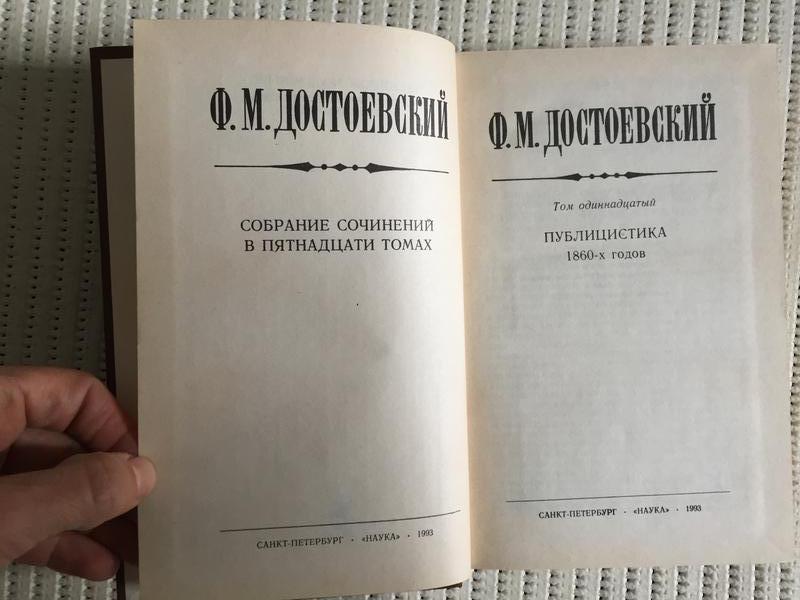 Ф. М. ДОСТОЕВСКИЙ
СОБРАНИЕ СОЧИНЕНИЙ
В ПЯТНАДЦАТИ ТОМАХ
САНКТ-ПЕТЕРБУРГ · «НАУКА» · 1993
Ф. М. ДОСТОЕВСКИЙ
Том одиннадцатый
ПУБЛИЦИСТИКА
1860-х годов
САНКТ-ПЕТЕРБУРГ · «НАУКА» · 1993